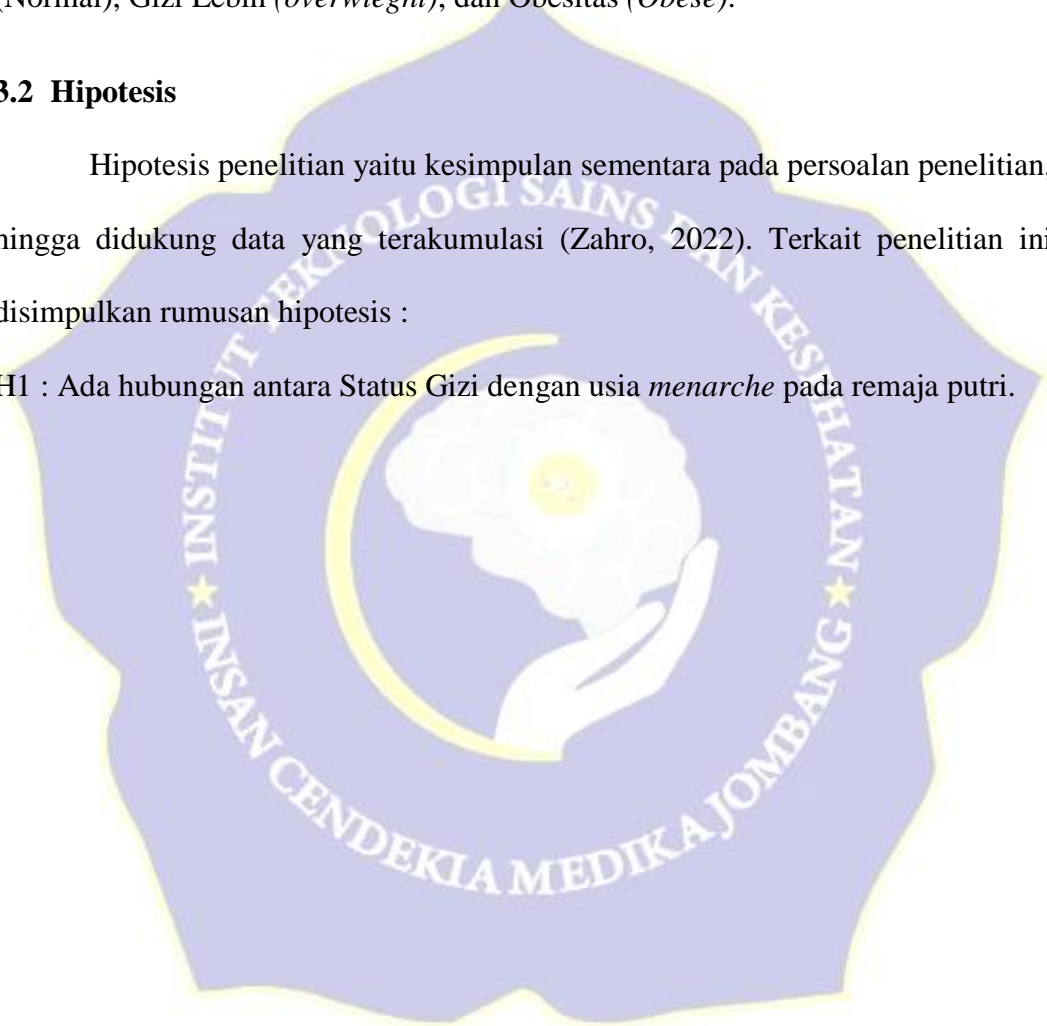 (Normal), Gizi Lebih (overwieght), dan Obesitas (Obese).
3.2 Hipotesis
Hipotesis penelitian yaitu kesimpulan sementara pada persoalan penelitian,
hingga didukung data yang terakumulasi (Zahro, 2022). Terkait penelitian ini
disimpulkan rumusan hipotesis :
H1 : Ada hubungan antara Status Gizi dengan usia menarche pada remaja putri.
INSTITUT TEKNOLOGI SAINS DAN KESEHATAN
INSAN CENDEKIA MEDIKA JOMBANG